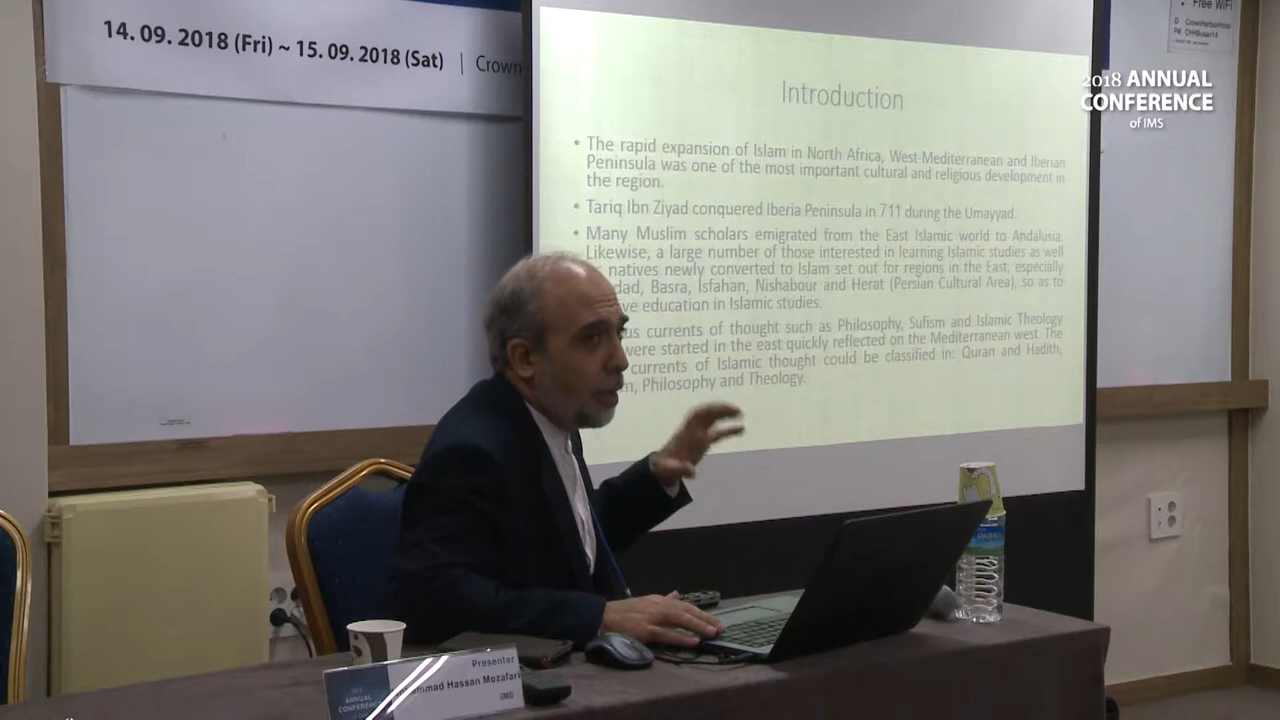 14. 09. 2018 (Fri) ~ 15. 09. 2018 (Sat) | Crown
Free WiFi
2018 ANNUAL
CONFERENCE
of IMS
Introduction
• The rapid expansion of Islam in North Africa, West-Mediterranean and Iberian
Peninsula was one of the most important cultural and religious development in
the region.
• Tariq Ibn Ziyad conquered Iberia Peninsula in 711 during the Umayyad.
• Many Muslim scholars emigrated from the East Islamic world to Andalusia.
Likewise, a large number of those interested in learning Islamic studies as well
natives newly converted to Islam set out for regions in the East, especially
dad, Basra, Isfahan, Nishabour and Herat (Persian Cultural Area), so as to
ve education in Islamic studies.
us currents of thought such as Philosophy, Sufism and Islamic Theology
were started in the east quickly reflected on the Mediterranean west. The
currents of Islamic thought could be classified in: Quran and Hadith,
m, Philosophy and Theology.
Presenter
ammad Hassan Mozafari
(IMS)
ANNUAL
CONFERENCE